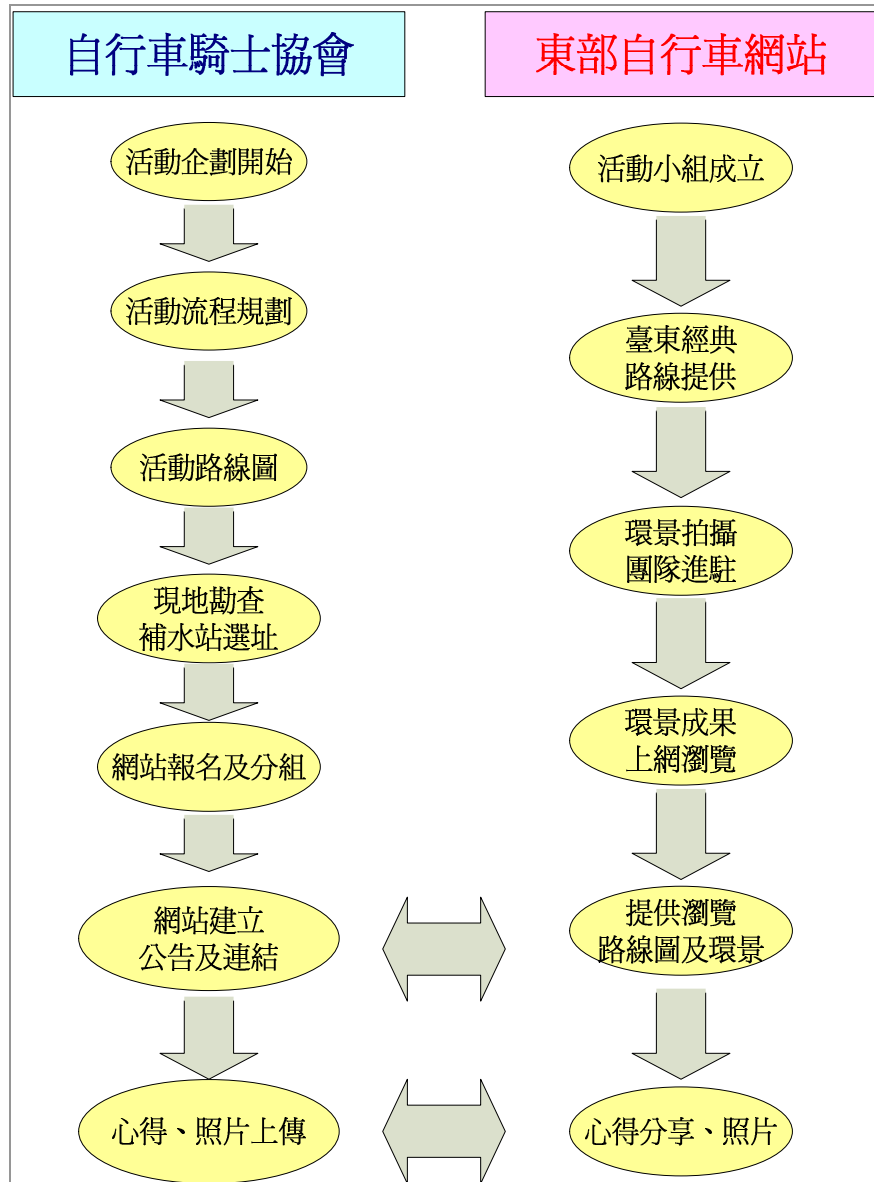 自行車騎士協會
活動企劃開始
活動流程規劃
活動路線圖
現地勘查
補水站選址
網站報名及分組
網站建立
公告及連結
心得、照片上傳
東部自行車網站
活動小組成立
臺東經典
路線提供
環景拍攝
團隊進駐
環景成果
上網瀏覽
提供瀏覽
路線圖及環景
心得分享、照片